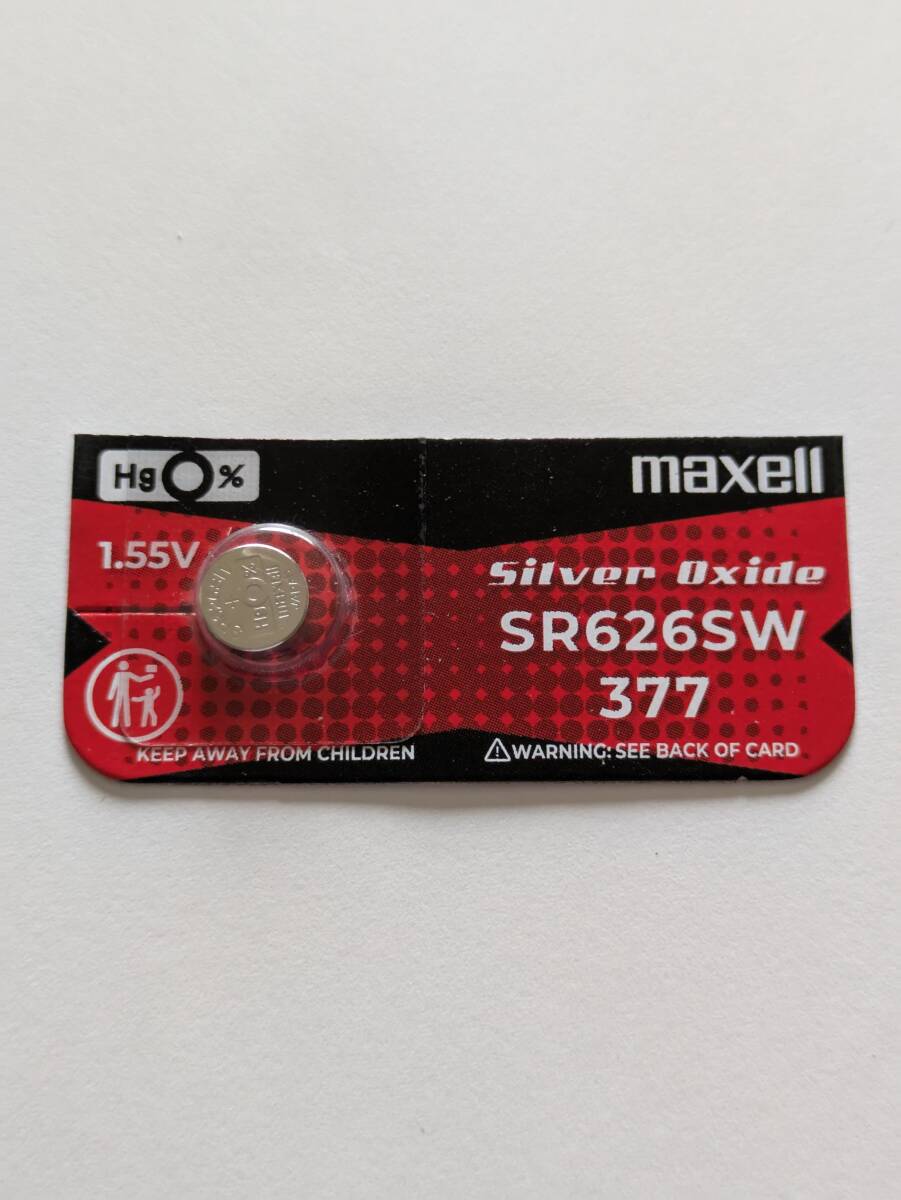 Hg 0 %
maxell
1.55V
Silver Oxide
SR626SW
377
KEEP AWAY FROM CHILDREN
⚠WARNING: SEE BACK OF CARD